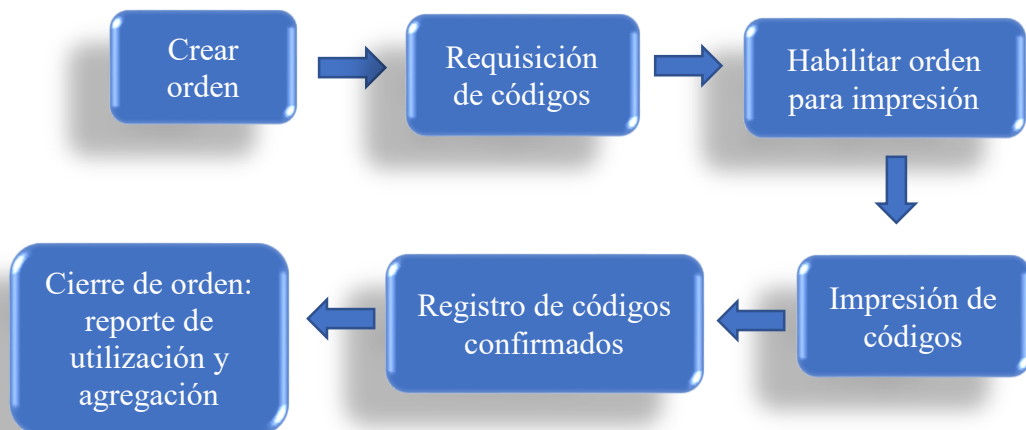 Crear
orden
Requisición
de códigos
Habilitar orden
para impresión
Impresión de
códigos
Registro de códigos
confirmados
Cierre de orden:
reporte de
utilización y
agregación